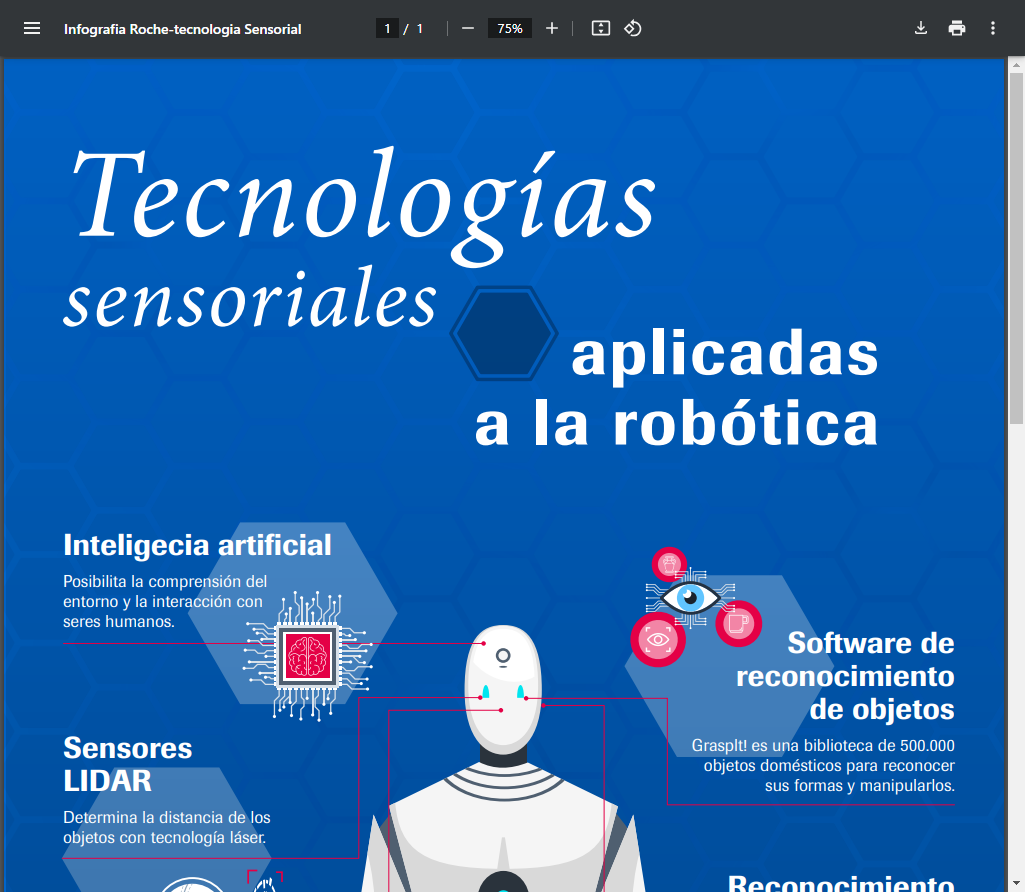 Infografia Roche-tecnologia Sensorial
1 / 1
75%
Tecnologías
sensoriales
aplicadas
a la robótica
Inteligecia artificial
Posibilita la comprensión del
entorno y la interacción con
seres humanos.
Software de
reconocimiento
de objetos
GraspIt! es una biblioteca de 500.000
objetos domésticos para reconocer
sus formas y manipularlos.
Sensores
LIDAR
Determina la distancia de los
objetos con tecnología láser.
Reconocimiento